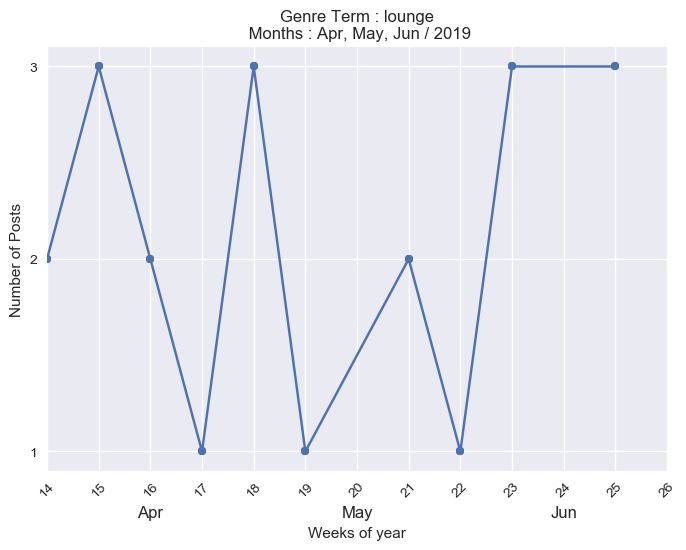 Genre Term : lounge
Months : Apr, May, Jun / 2019
3
2
1
Number of Posts
14 15 16 17 18 19 20 21 22 23 24 25 26
Apr May Jun
Weeks of year